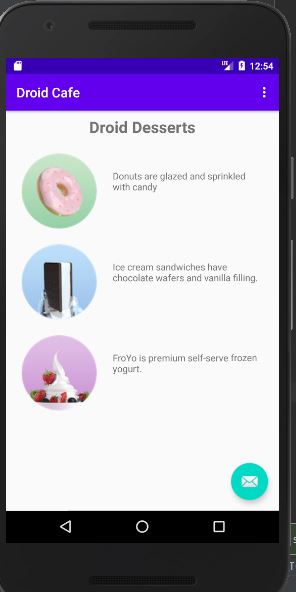 LTE 12:54
Droid Cafe
Droid Desserts
Donuts are glazed and sprinkled
with candy
Ice cream sandwiches have
chocolate wafers and vanilla filling.
FroYo is premium self-serve frozen
yogurt.